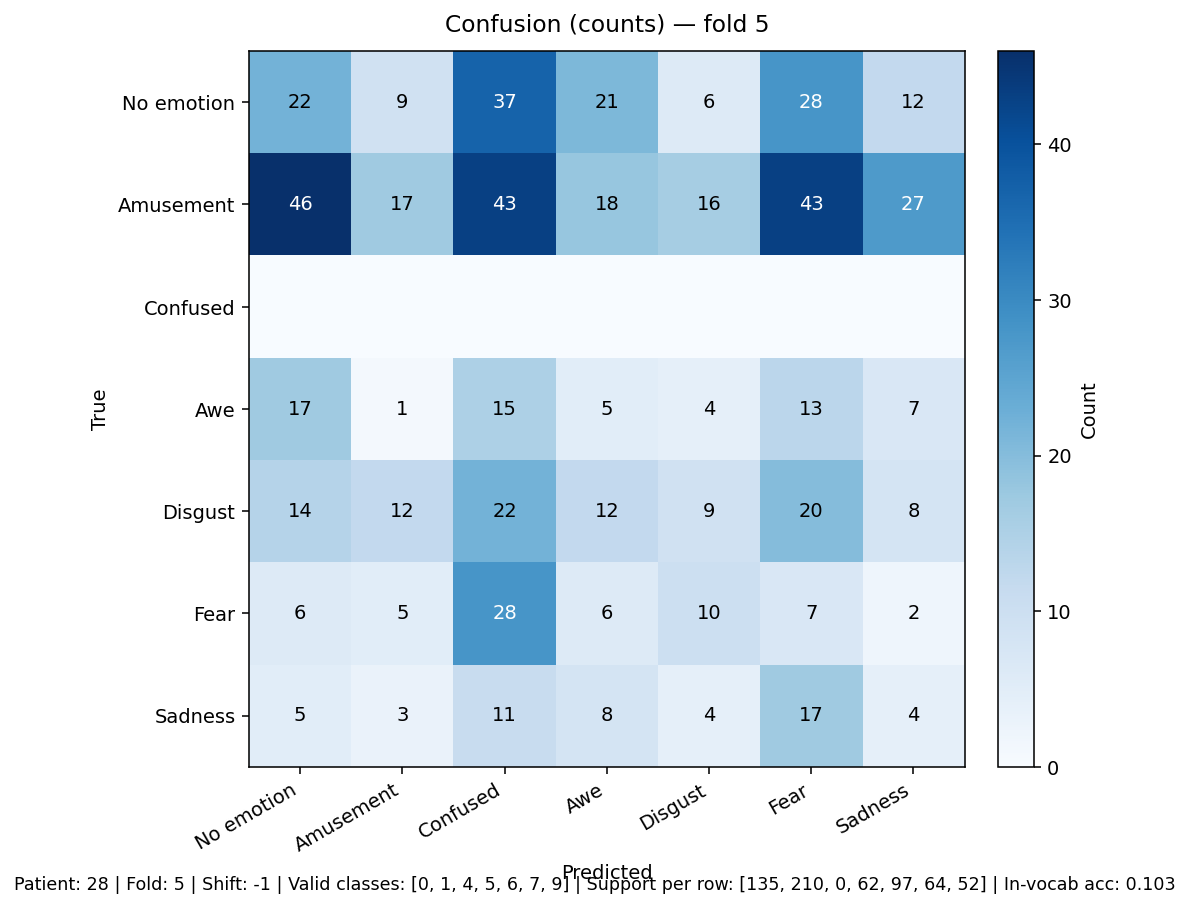 Confusion (counts) — fold 5
No emotion 22 9 37 21 6 28 12
Amusement 46 17 43 18 16 43 27
Confused
Awe 17 1 15 5 4 13 7
Disgust 14 12 22 12 9 20 8
Fear 6 5 28 6 10 7 2
Sadness 5 3 11 8 4 17 4
True
No emotion Amusement Confused Awe Disgust Fear Sadness
Predicted
40
30
20
10
0
Count
Patient: 28 | Fold: 5 | Shift: -1 | Valid classes: [0, 1, 4, 5, 6, 7, 9] | Support per row: [135, 210, 0, 62, 97, 64, 52] | In-vocab acc: 0.103